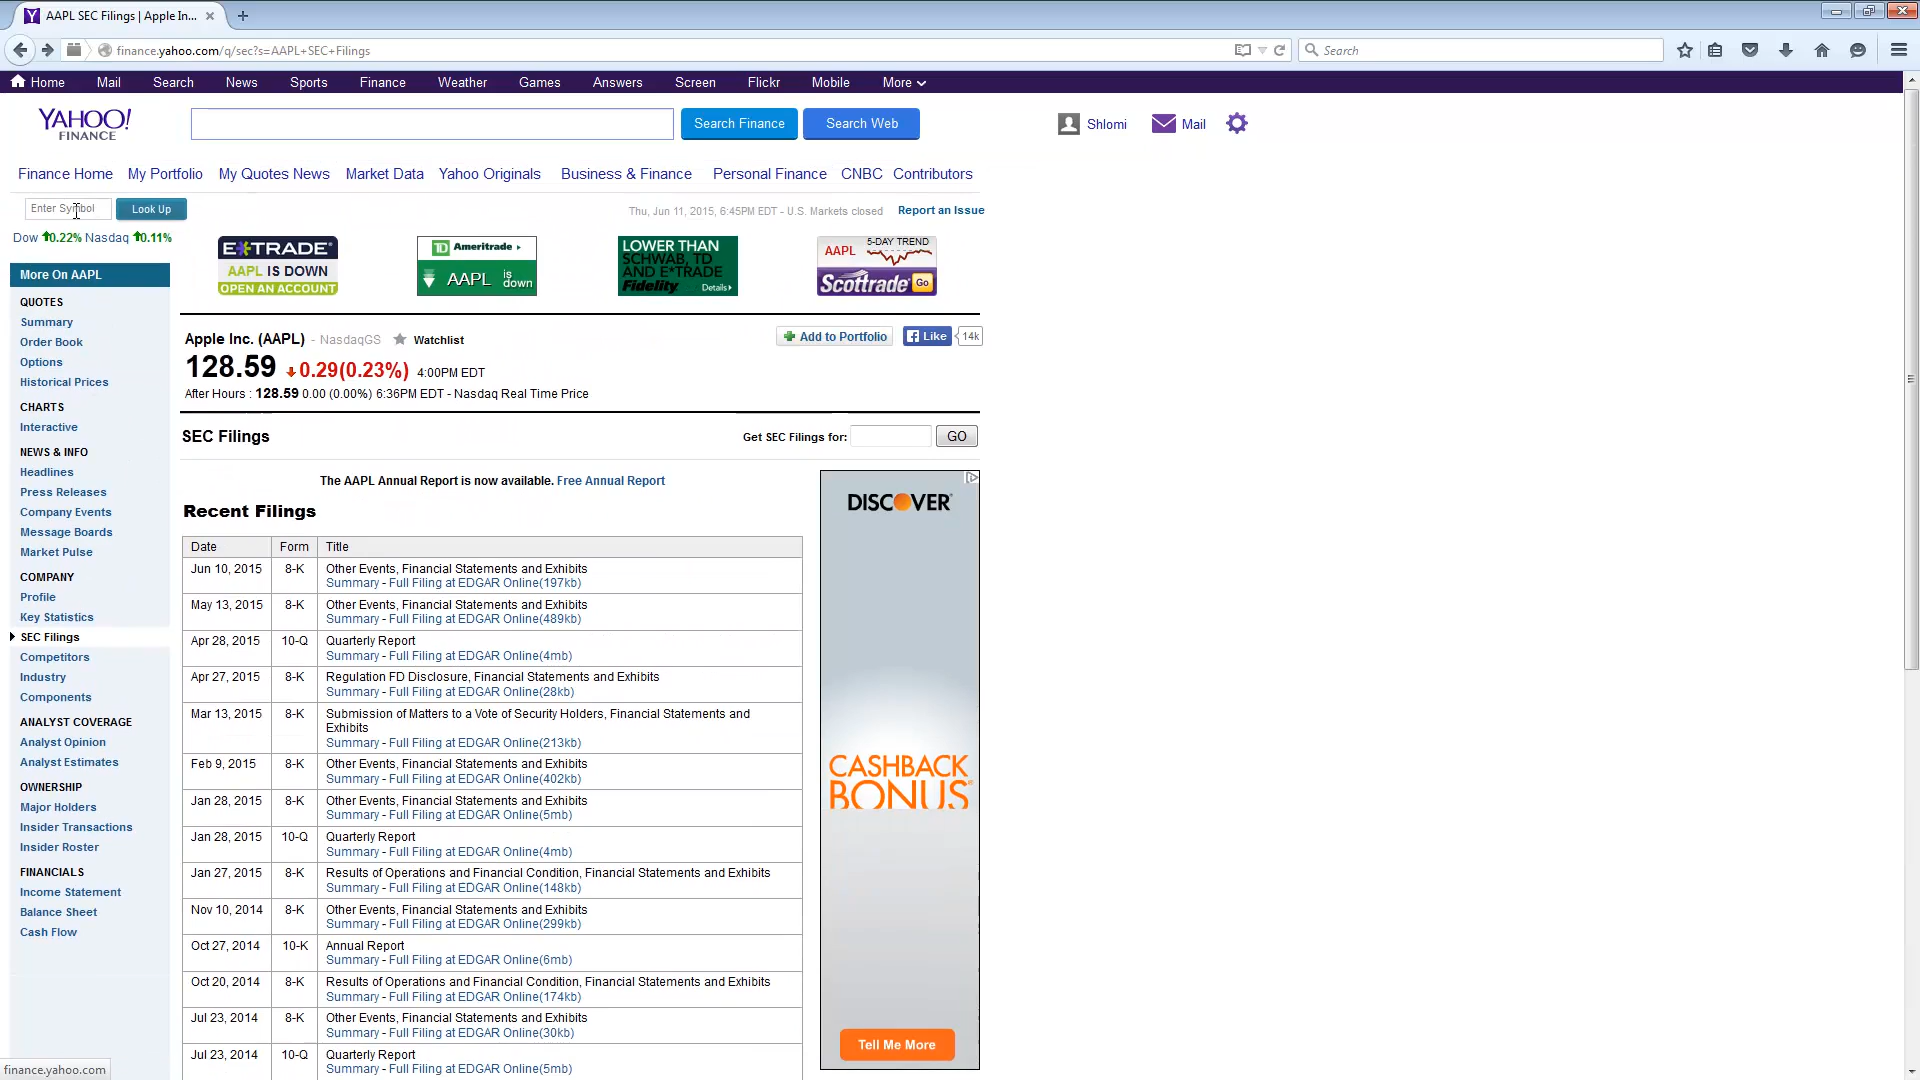 AAPL SEC Filings | Apple In...
finance.yahoo.com/q/sec?s=AAPL+SEC+Filings
Search
Home Mail Search News Sports Finance Weather Games Answers Screen Flickr Mobile More
YAHOO!
FINANCE
Search Finance Search Web
Shlomi Mail
Finance Home My Portfolio My Quotes News Market Data Yahoo Originals Business & Finance Personal Finance CNBC Contributors
Enter Symbol Look Up
Thu, Jun 11, 2015, 6:45PM EDT - U.S. Markets closed Report an Issue
Dow 0.22% Nasdaq 0.11%
E*TRADE
AAPL IS DOWN
OPEN AN ACCOUNT
TD Ameritrade
AAPL is down
LOWER THAN
SCHWAB, TD
AND E*TRADE
Fidelity Details
AAPL 5-DAY TREND
Scottrade Go
More On AAPL
QUOTES
Summary
Order Book
Options
Historical Prices
CHARTS
Interactive
NEWS & INFO
Headlines
Press Releases
Company Events
Message Boards
Market Pulse
COMPANY
Profile
Key Statistics
SEC Filings
Competitors
Industry
Components
ANALYST COVERAGE
Analyst Opinion
Analyst Estimates
OWNERSHIP
Major Holders
Insider Transactions
Insider Roster
FINANCIALS
Income Statement
Balance Sheet
Cash Flow
Apple Inc. (AAPL) - NasdaqGS Watchlist
Add to Portfolio Like 14k
128.59 0.29(0.23%) 4:00PM EDT
After Hours : 128.59 0.00 (0.00%) 6:36PM EDT - Nasdaq Real Time Price
SEC Filings
Get SEC Filings for: GO
The AAPL Annual Report is now available. Free Annual Report
Recent Filings
Date Form Title
Jun 10, 2015 8-K Other Events, Financial Statements and Exhibits
Summary - Full Filing at EDGAR Online(197kb)
May 13, 2015 8-K Other Events, Financial Statements and Exhibits
Summary - Full Filing at EDGAR Online(489kb)
Apr 28, 2015 10-Q Quarterly Report
Summary - Full Filing at EDGAR Online(4mb)
Apr 27, 2015 8-K Regulation FD Disclosure, Financial Statements and Exhibits
Summary - Full Filing at EDGAR Online(28kb)
Mar 13, 2015 8-K Submission of Matters to a Vote of Security Holders, Financial Statements and
Exhibits
Summary - Full Filing at EDGAR Online(213kb)
Feb 9, 2015 8-K Other Events, Financial Statements and Exhibits
Summary - Full Filing at EDGAR Online(402kb)
Jan 28, 2015 8-K Other Events, Financial Statements and Exhibits
Summary - Full Filing at EDGAR Online(5mb)
Jan 28, 2015 10-Q Quarterly Report
Summary - Full Filing at EDGAR Online(4mb)
Jan 27, 2015 8-K Results of Operations and Financial Condition, Financial Statements and Exhibits
Summary - Full Filing at EDGAR Online(148kb)
Nov 10, 2014 8-K Other Events, Financial Statements and Exhibits
Summary - Full Filing at EDGAR Online(299kb)
Oct 27, 2014 10-K Annual Report
Summary - Full Filing at EDGAR Online(6mb)
Oct 20, 2014 8-K Results of Operations and Financial Condition, Financial Statements and Exhibits
Summary - Full Filing at EDGAR Online(174kb)
Jul 23, 2014 8-K Other Events, Financial Statements and Exhibits
Summary - Full Filing at EDGAR Online(30kb)
Jul 23, 2014 10-Q Quarterly Report
Summary - Full Filing at EDGAR Online(5mb)
DISCOVER
CASHBACK
BONUS
Tell Me More
finance.yahoo.com